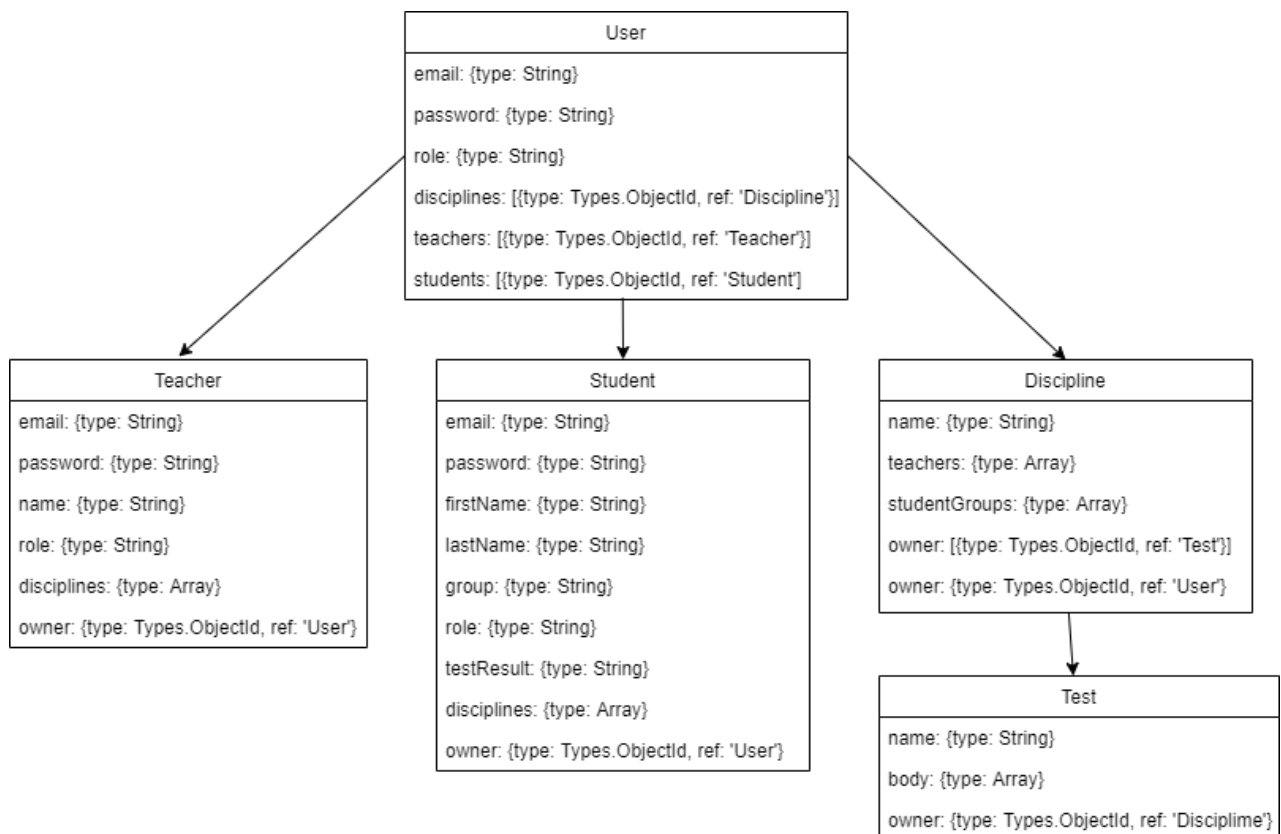 User
email: {type: String}
password: {type: String}
role: {type: String}
disciplines: [{type: Types.ObjectId, ref: 'Discipline'}]
teachers: [{type: Types.ObjectId, ref: 'Teacher'}]
students: [{type: Types.ObjectId, ref: 'Student']
Teacher
email: {type: String}
password: {type: String}
name: {type: String}
role: {type: String}
disciplines: {type: Array}
owner: {type: Types.ObjectId, ref: 'User'}
Student
email: {type: String}
password: {type: String}
firstName: {type: String}
lastName: {type: String}
group: {type: String}
role: {type: String}
testResult: {type: String}
disciplines: {type: Array}
owner: {type: Types.ObjectId, ref: 'User'}
Discipline
name: {type: String}
teachers: {type: Array}
studentGroups: {type: Array}
owner: [{type: Types.ObjectId, ref: 'Test'}]
owner: {type: Types.ObjectId, ref: 'User'}
Test
name: {type: String}
body: {type: Array}
owner: {type: Types.ObjectId, ref: 'Disciplime'}